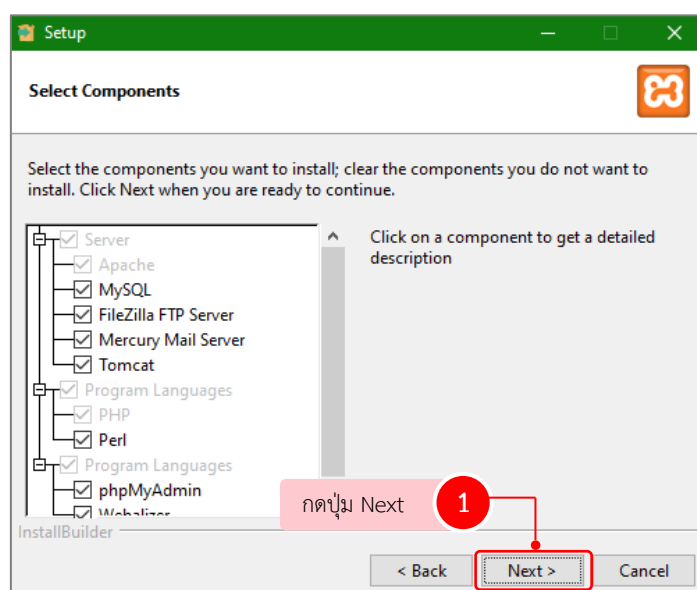 Setup
Select Components
Select the components you want to install; clear the components you do not want to
install. Click Next when you are ready to continue.
Server
Apache
MySQL
FileZilla FTP Server
Mercury Mail Server
Tomcat
Program Languages
PHP
Perl
Program Languages
phpMyAdmin
Webalizer
Click on a component to get a detailed
description
กดปุ่ม Next 1
InstallBuilder
< Back Next > Cancel